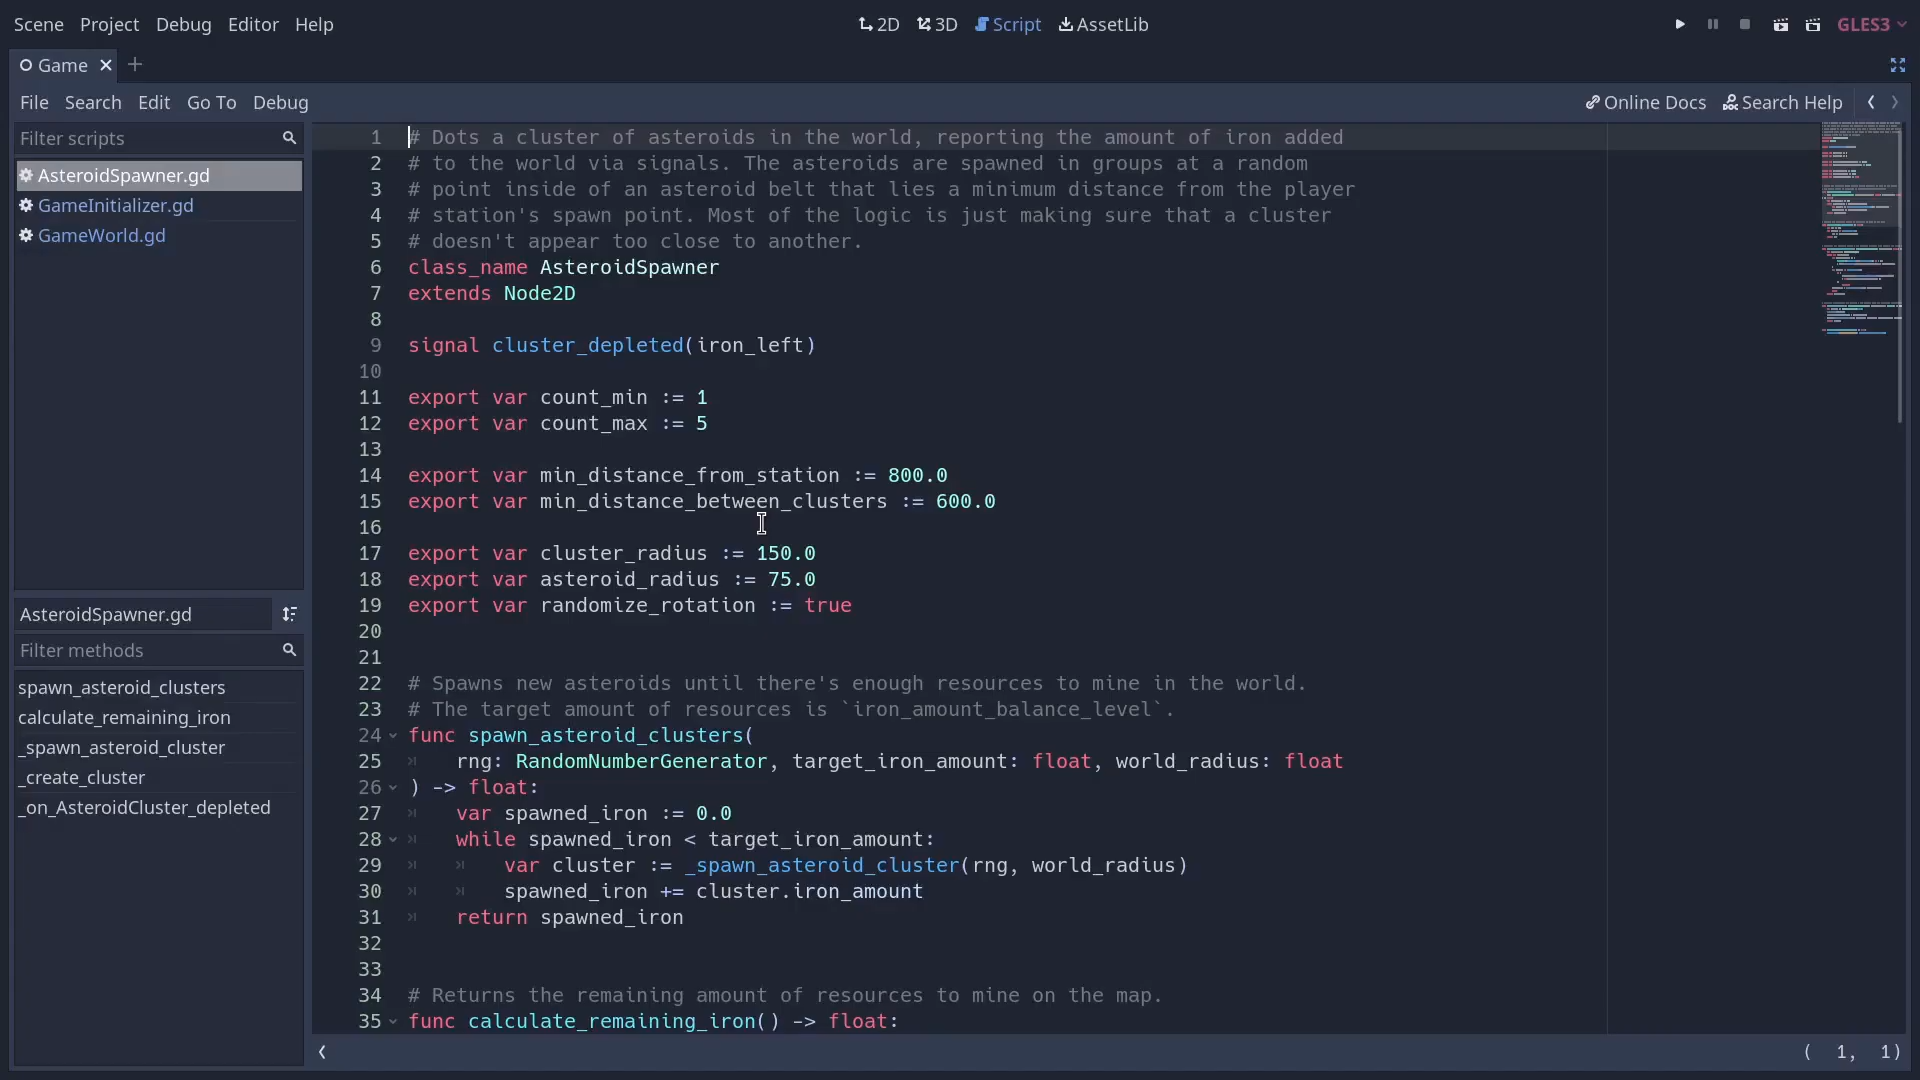 Scene Project Debug Editor Help
2D 3D Script AssetLib
GLES3
Game
File Search Edit Go To Debug
Online Docs Search Help
Filter scripts
AsteroidSpawner.gd
GameInitializer.gd
GameWorld.gd
AsteroidSpawner.gd
Filter methods
spawn_asteroid_clusters
calculate_remaining_iron
_spawn_asteroid_cluster
_create_cluster
_on_AsteroidCluster_depleted
1 # Dots a cluster of asteroids in the world, reporting the amount of iron added
2 # to the world via signals. The asteroids are spawned in groups at a random
3 # point inside of an asteroid belt that lies a minimum distance from the player
4 # station's spawn point. Most of the logic is just making sure that a cluster
5 # doesn't appear too close to another.
6 class_name AsteroidSpawner
7 extends Node2D
8
9 signal cluster_depleted(iron_left)
10
11 export var count_min := 1
12 export var count_max := 5
13
14 export var min_distance_from_station := 800.0
15 export var min_distance_between_clusters := 600.0
16
17 export var cluster_radius := 150.0
18 export var asteroid_radius := 75.0
19 export var randomize_rotation := true
20
21
22 # Spawns new asteroids until there's enough resources to mine in the world.
23 # The target amount of resources is `iron_amount_balance_level`.
24 func spawn_asteroid_clusters(
25 rng: RandomNumberGenerator, target_iron_amount: float, world_radius: float
26 ) -> float:
27 var spawned_iron := 0.0
28 while spawned_iron < target_iron_amount:
29 var cluster := _spawn_asteroid_cluster(rng, world_radius)
30 spawned_iron += cluster.iron_amount
31 return spawned_iron
32
33
34 # Returns the remaining amount of resources to mine on the map.
35 func calculate_remaining_iron() -> float:
( 1, 1)